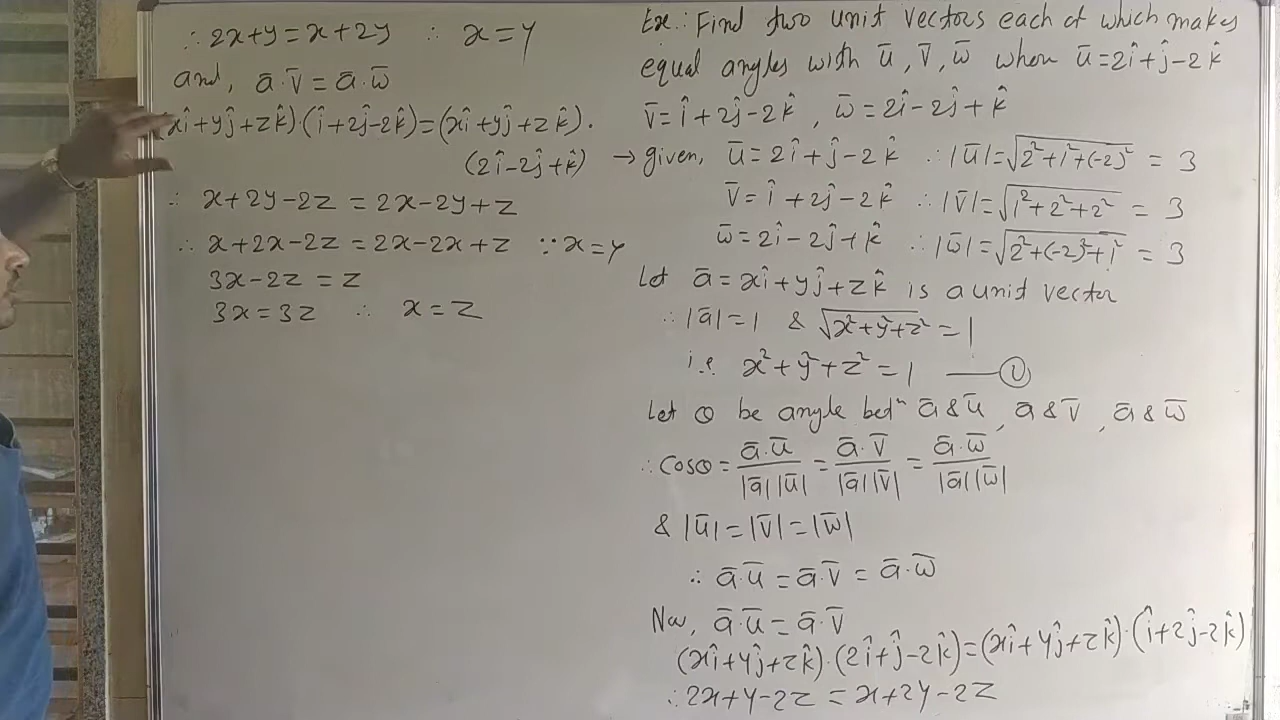 Ex.: Find two unit vectors each of which makes
equal angles with ū, v̄, w̄ when ū=2î+ĵ-2k̂
v̄=î+2ĵ-2k̂, w̄=2î-2ĵ+k̂
→ given, ū=2î+ĵ-2k̂ ∴ |ū|=√(2²+1²+(-2)²) = 3
v̄=î+2ĵ-2k̂ ∴ |v̄|=√(1²+2²+2²) = 3
w̄=2î-2ĵ+k̂ ∴ |w̄|=√(2²+(-2)²+1²) = 3
Let ā=xî+yĵ+zk̂ is a unit vector
∴ |ā|=1 & √(x²+y²+z²) = 1
i.e x²+y²+z²=1 —— ①
Let θ be angle betⁿ ā&ū, ā&v̄, ā&w̄
∴ cosθ = ā.ū/|ā||ū| = ā.v̄/|ā||v̄| = ā.w̄/|ā||w̄|
& |ū|=|v̄|=|w̄|
∴ ā.ū = ā.v̄ = ā.w̄
Now, ā.ū = ā.v̄
(xî+yĵ+zk̂).(2î+ĵ-2k̂)=(xî+yĵ+zk̂).(î+2ĵ-2k̂)
∴ 2x+y-2z = x+2y-2z
∴ 2x+y=x+2y ∴ x=y
and, ā.v̄ = ā.w̄
(xî+yĵ+zk̂).(î+2ĵ-2k̂)=(xî+yĵ+zk̂).
(2î-2ĵ+k̂)
∴ x+2y-2z = 2x-2y+z
∴ x+2x-2z = 2x-2x+z ∵ x=y
3x-2z = z
3x=3z ∴ x=z